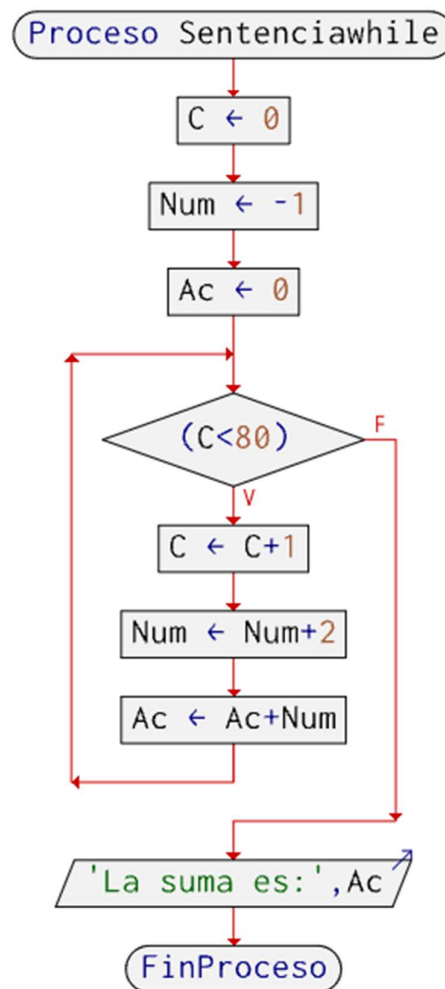 Proceso Sentenciawhile
C ← 0
Num ← -1
Ac ← 0
(C<80)
F
V
C ← C+1
Num ← Num+2
Ac ← Ac+Num
'La suma es:',Ac
FinProceso